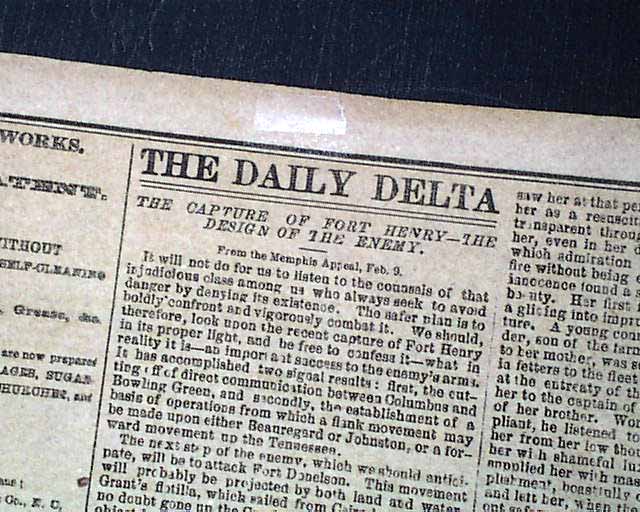 WORKS.
ATENT.
WITHOUT
SELF-CLEANING
Grease, &c.
are now prepared
SUGAR-
CHURCHES, and
Co., N. O.
THE DAILY DELTA
THE CAPTURE OF FORT HENRY—THE
DESIGN OF THE ENEMY.
From the Memphis Appeal, Feb. 9.
It will not do for us to listen to the counsels of that
injudicious class among us who always seek to avoid
danger by denying its existence. The safer plan is to
boldly confront and vigorously combat it. We should,
therefore, look upon the recent capture of Fort Henry
in its proper light, and be free to confess it—what in
reality it is—an important success to the enemy's arms.
It has accomplished two signal results: first, the cut-
ting off of direct communication between Columbus and
Bowling Green, and secondly, the establishment of a
basis of operations from which a flank movement may
be made upon either Beauregard or Johnston, or a for-
ward movement up the Tennessee.
The next step of the enemy, which we should antici-
pate, will be to attack Fort Donelson. This movement
will probably be projected by both land and water.
Grant's flotilla, which sailed from
no doubt gone up the
saw her at that
her as a
transparent
her, even in her
which admiration
fire without being
innocence found a
beauty. Her first
a gliding into
ture. A young
der, son of the
to her mother, was
in fetters to the fleet
at the entreaty of th
her to the captain of
of her brother.
pliant, he listened to
her from her low
her with shameful
supplied her with
plishment, boastfully
and left her, when